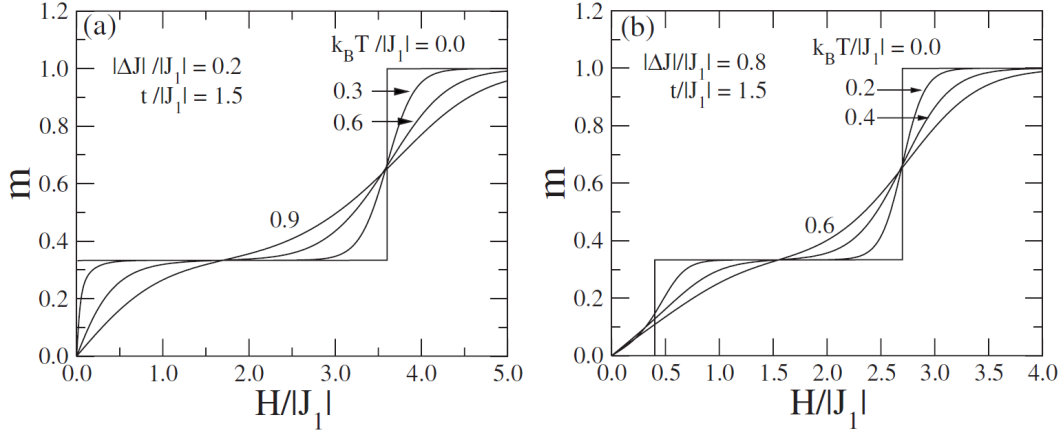 (a)
|ΔJ| /|J₁| = 0.2
t /|J₁| = 1.5
k_BT /|J₁| = 0.0
0.3
0.6
0.9
m
1.2
1.0
0.8
0.6
0.4
0.2
0.0
0.0 1.0 2.0 3.0 4.0 5.0
H/|J₁|
(b)
|ΔJ|/|J₁| = 0.8
t/|J₁| = 1.5
k_BT/|J₁| = 0.0
0.2
0.4
0.6
m
1.2
1.0
0.8
0.6
0.4
0.2
0.0
0.0 0.5 1.0 1.5 2.0 2.5 3.0 3.5 4.0
H/|J₁|